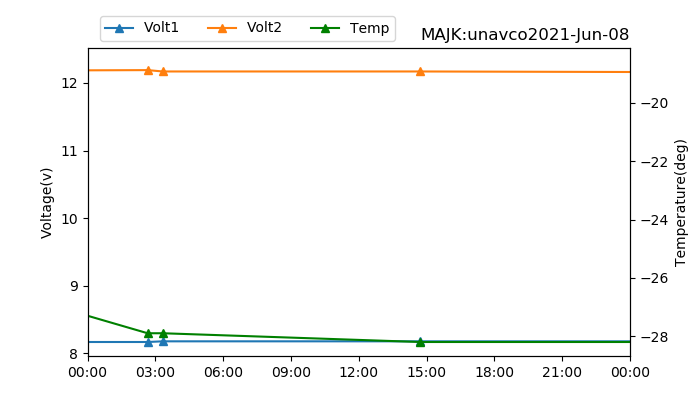 Volt1 Volt2 Temp
MAJK:unavco2021-Jun-08
Voltage(v)
12
11
10
9
8
−20
−22
−24
−26
−28
Temperature(deg)
00:00 03:00 06:00 09:00 12:00 15:00 18:00 21:00 00:00